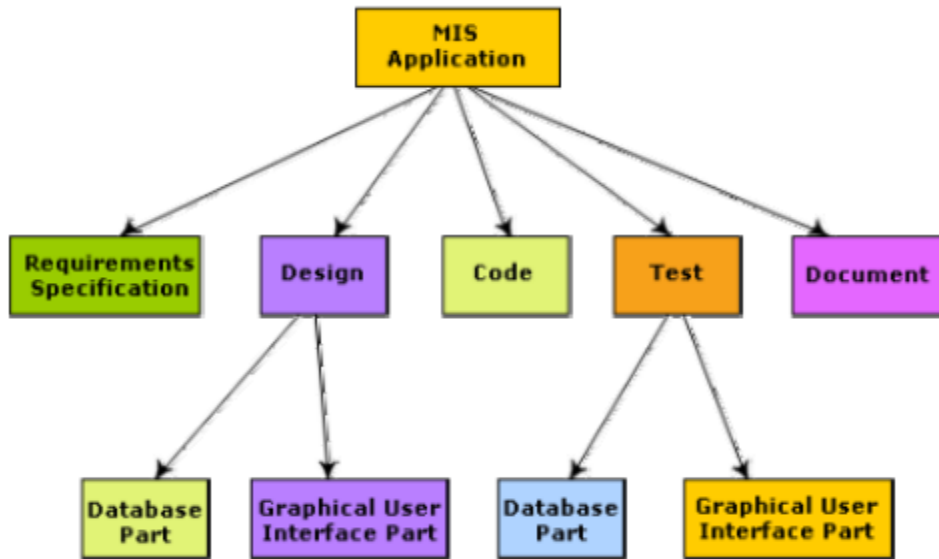 MIS
Application
Requirements
Specification
Design
Code
Test
Document
Database
Part
Graphical User
Interface Part
Database
Part
Graphical User
Interface Part